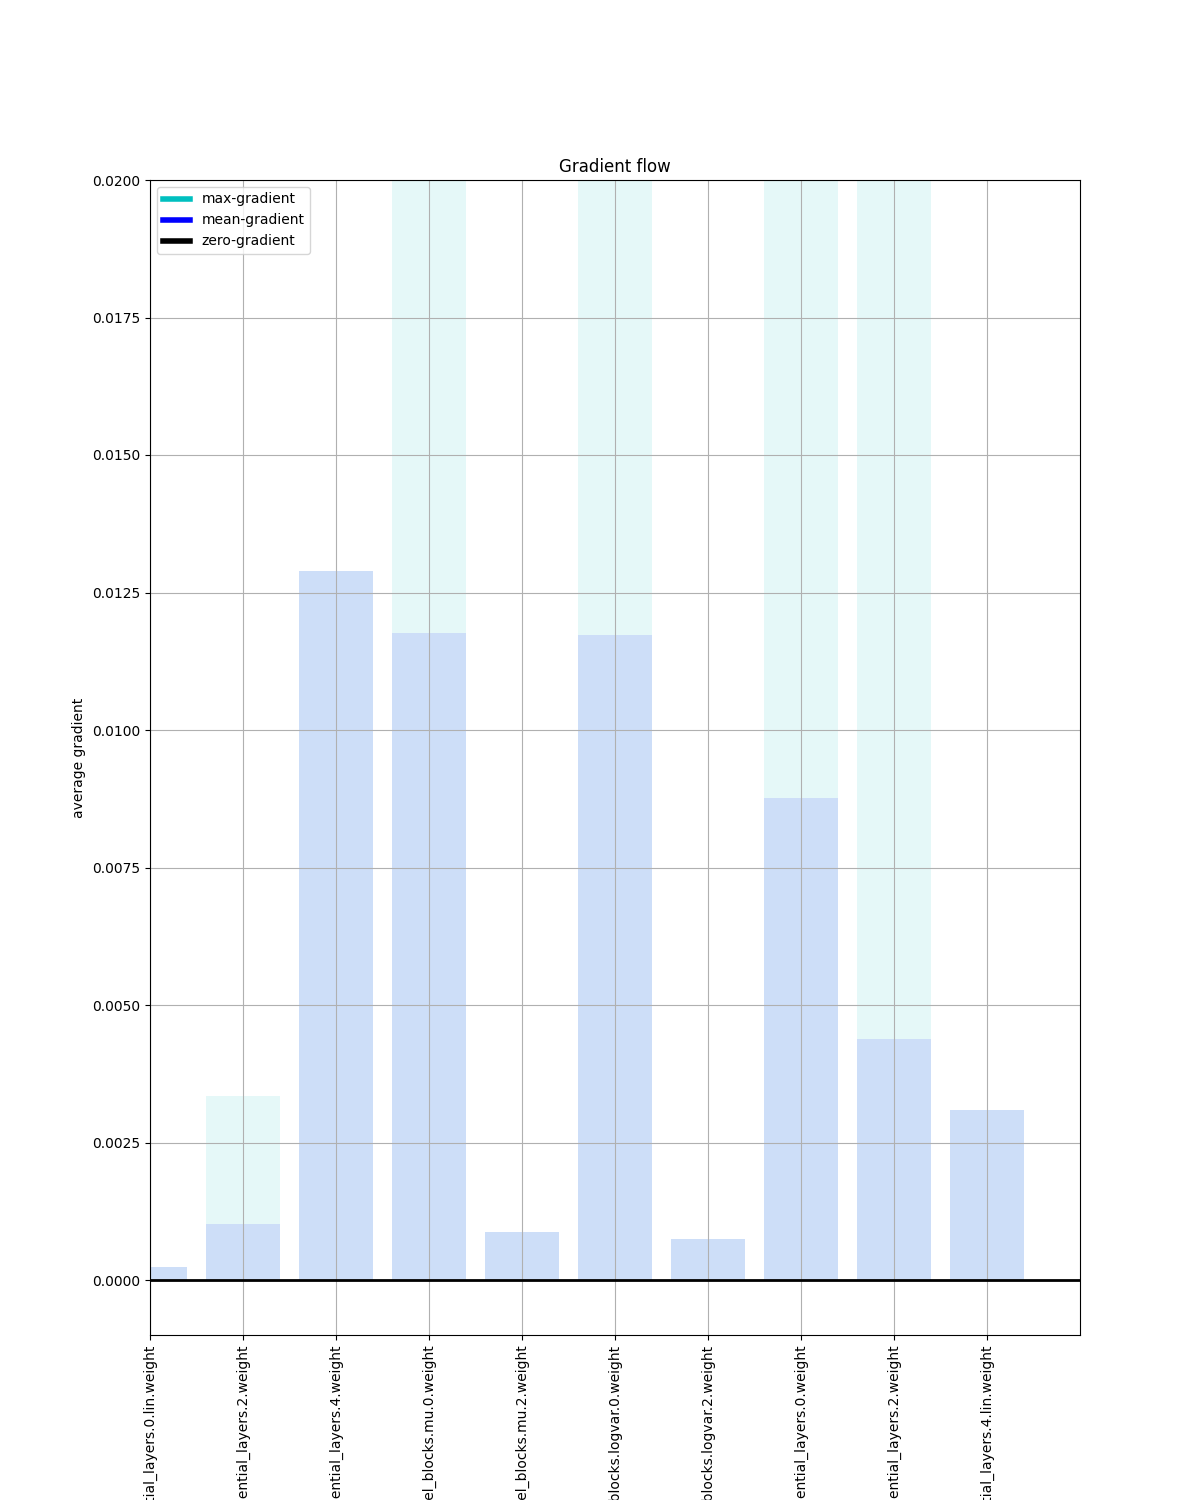 Gradient flow
max-gradient
mean-gradient
zero-gradient
0.0200
0.0175
0.0150
0.0125
0.0100
0.0075
0.0050
0.0025
0.0000
average gradient
tial_layers.0.lin.weight
ential_layers.2.weight
ential_layers.4.weight
el_blocks.mu.0.weight
el_blocks.mu.2.weight
blocks.logvar.0.weight
blocks.logvar.2.weight
ential_layers.0.weight
ential_layers.2.weight
tial_layers.4.lin.weight